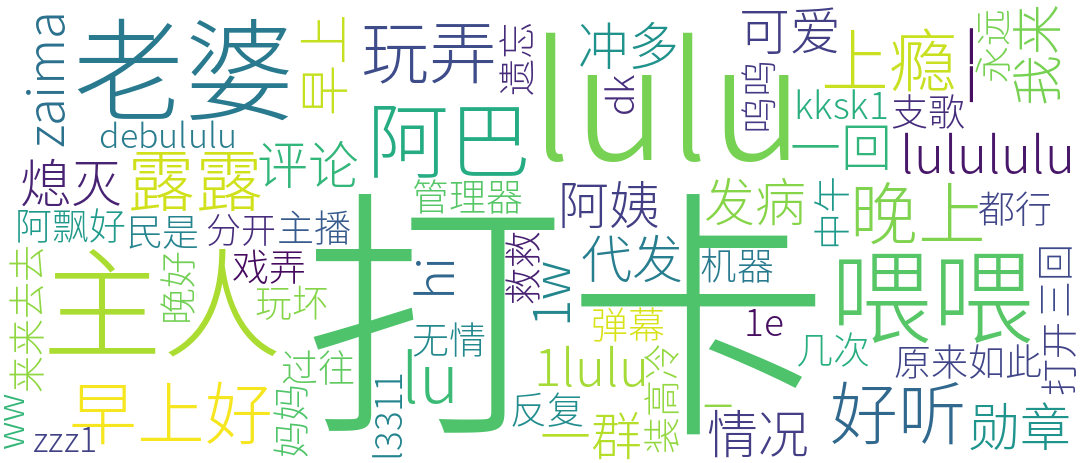 老婆
lulu
打卡
主人
喂喂
早上好
露露
阿巴
晚上
上瘾
玩弄
冲多
可爱
早上
遗忘
zaima
debululu
评论
熄灭
管理器
阿姨
dk
呜呜
kksk1
支歌
一回
永远
我来
lulululu
发病
中午
都行
阿飘好
民是
分开
主播
戏弄
晚好
玩坏
来来去去
hi
救救
1w
代发
机器
弹幕
1e
几次
三回
打开
原来如此
无情
过往
lu
1lulu
高冷
装
妈妈
l3311
反复
一群
情况
好听
勋章
www
zzz1